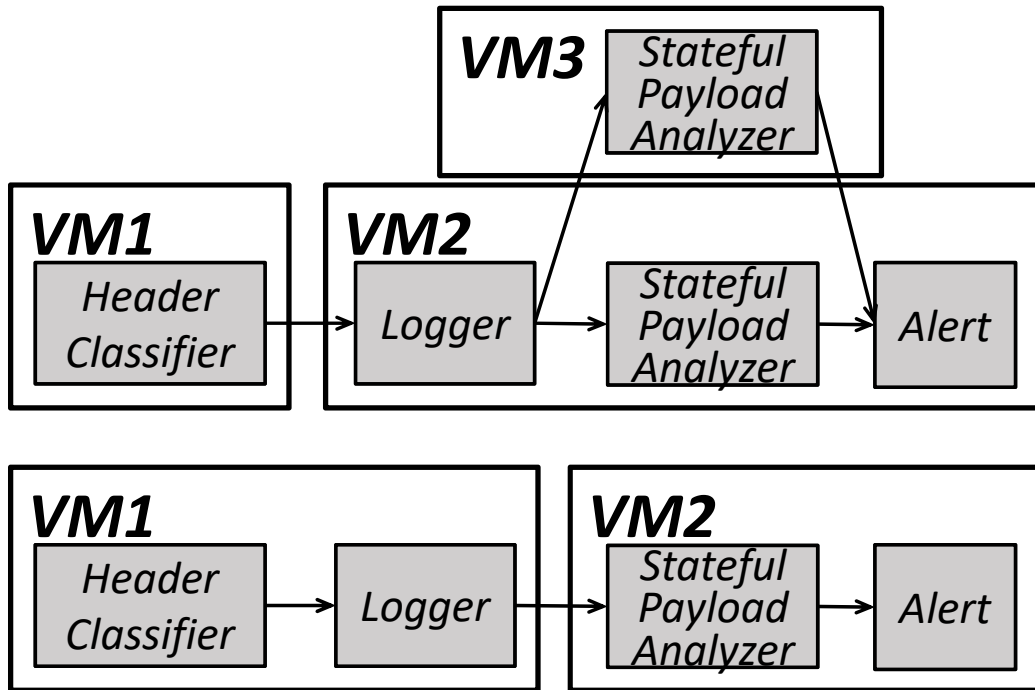 VM3
Stateful
Payload
Analyzer
VM1
Header
Classifier
VM2
Logger
Stateful
Payload
Analyzer
Alert
VM1
Header
Classifier
Logger
VM2
Stateful
Payload
Analyzer
Alert